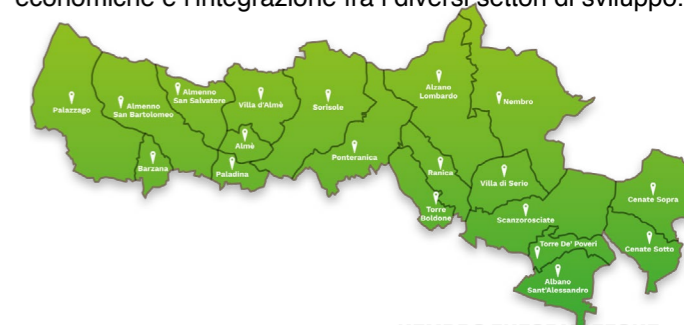 economiche e l'integrazione fra i diversi settori di sviluppo.
Palazzago
Almenno
San Bartolomeo
Almenno
San Salvatore
Villa d'Almè
Sorisole
Alzano
Lombardo
Nembro
Almè
Barzana
Paladina
Ponteranica
Ranica
Villa di Serio
Torre
Boldone
Scanzorosciate
Cenate Sopra
Torre De' Poveri
Cenate Sotto
Albano
Sant'Alessandro